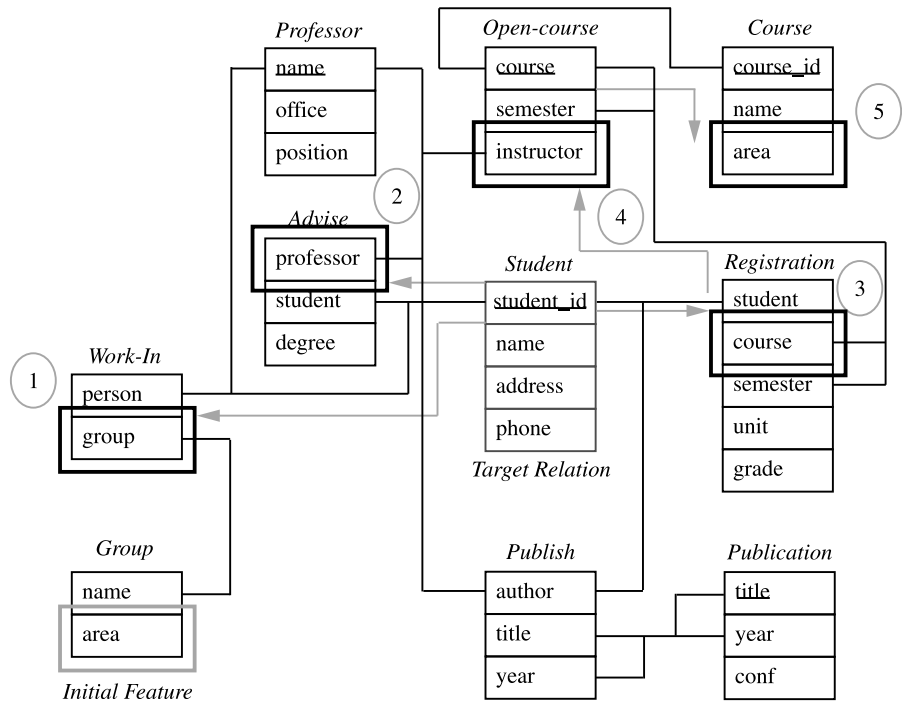 Professor
name
office
position
Open-course
course
semester
instructor
Course
course_id
name
area
5
2
Advise
professor
student
degree
4
Student
student_id
name
address
phone
Target Relation
Registration
student
course
semester
unit
grade
3
1
Work-In
person
group
Group
name
area
Initial Feature
Publish
author
title
year
Publication
title
year
conf